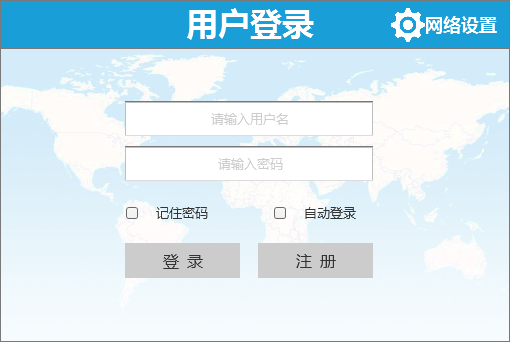 用户登录
网络设置
请输入用户名
请输入密码
记住密码 自动登录
登 录 注 册